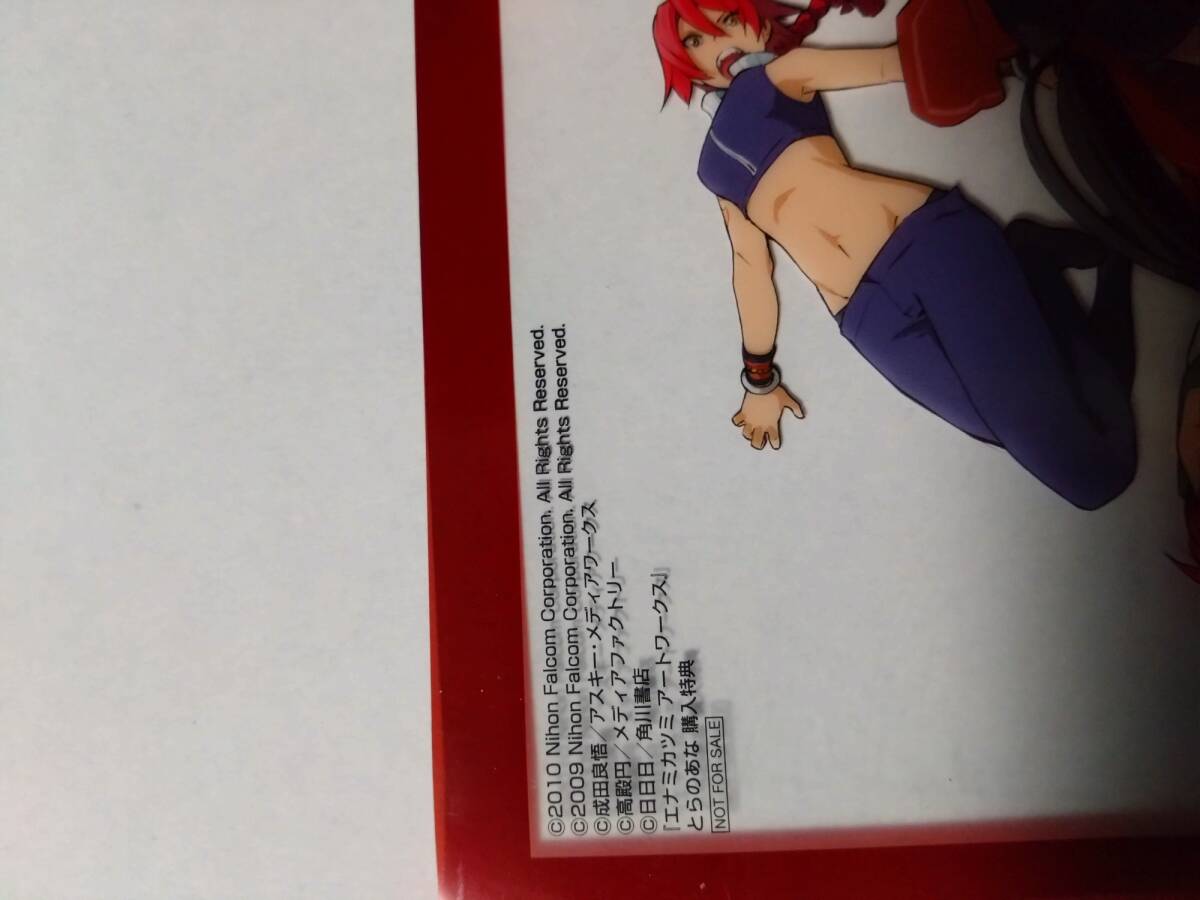 ©2010 Nihon Falcom Corporation. All Rights Reserved.
©2009 Nihon Falcom Corporation. All Rights Reserved.
©成田良悟／アスキー・メディアワークス
©高殿円／メディアファクトリー
©日日日／角川書店
『エナミカツミ アートワークス』
とらのあな 購入特典
NOT FOR SALE